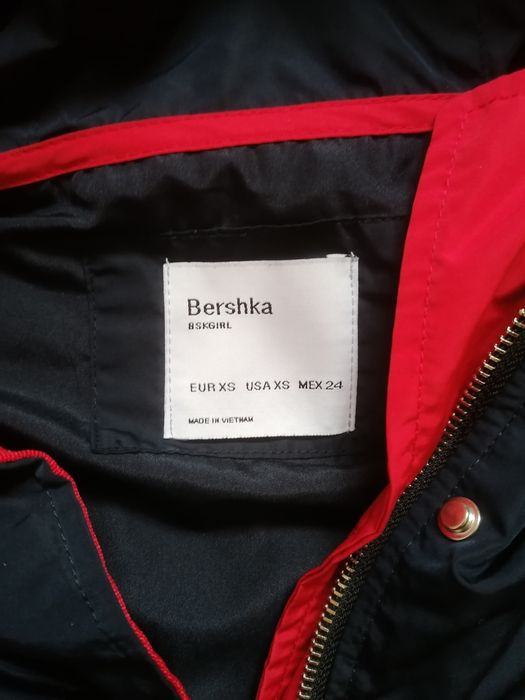 Bershka
BSKGIRL
EUR XS USA XS MEX 24
MADE IN VIETNAM